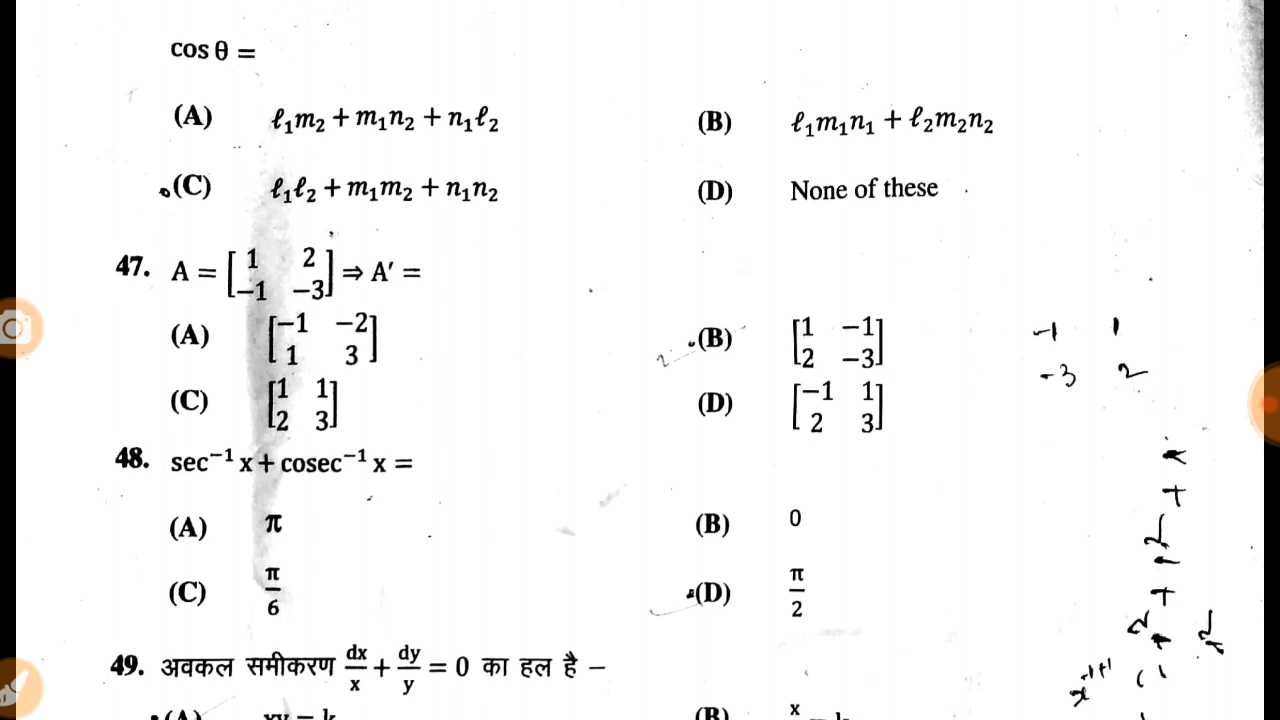 cos θ =
(A) ℓ₁m₂ + m₁n₂ + n₁ℓ₂ (B) ℓ₁m₁n₁ + ℓ₂m₂n₂
(C) ℓ₁ℓ₂ + m₁m₂ + n₁n₂ (D) None of these
47. A = [1 2; −1 −3] ⇒ A′ =
(A) [−1 −2; 1 3] (B) [1 −1; 2 −3]
(C) [1 1; 2 3] (D) [−1 1; 2 3]
-1 1
-3 2
48. sec⁻¹ x + cosec⁻¹ x =
(A) π (B) 0
(C) π/6 (D) π/2
49. अवकल समीकरण dx/x + dy/y = 0 का हल है –
(A) xy = k (B) x